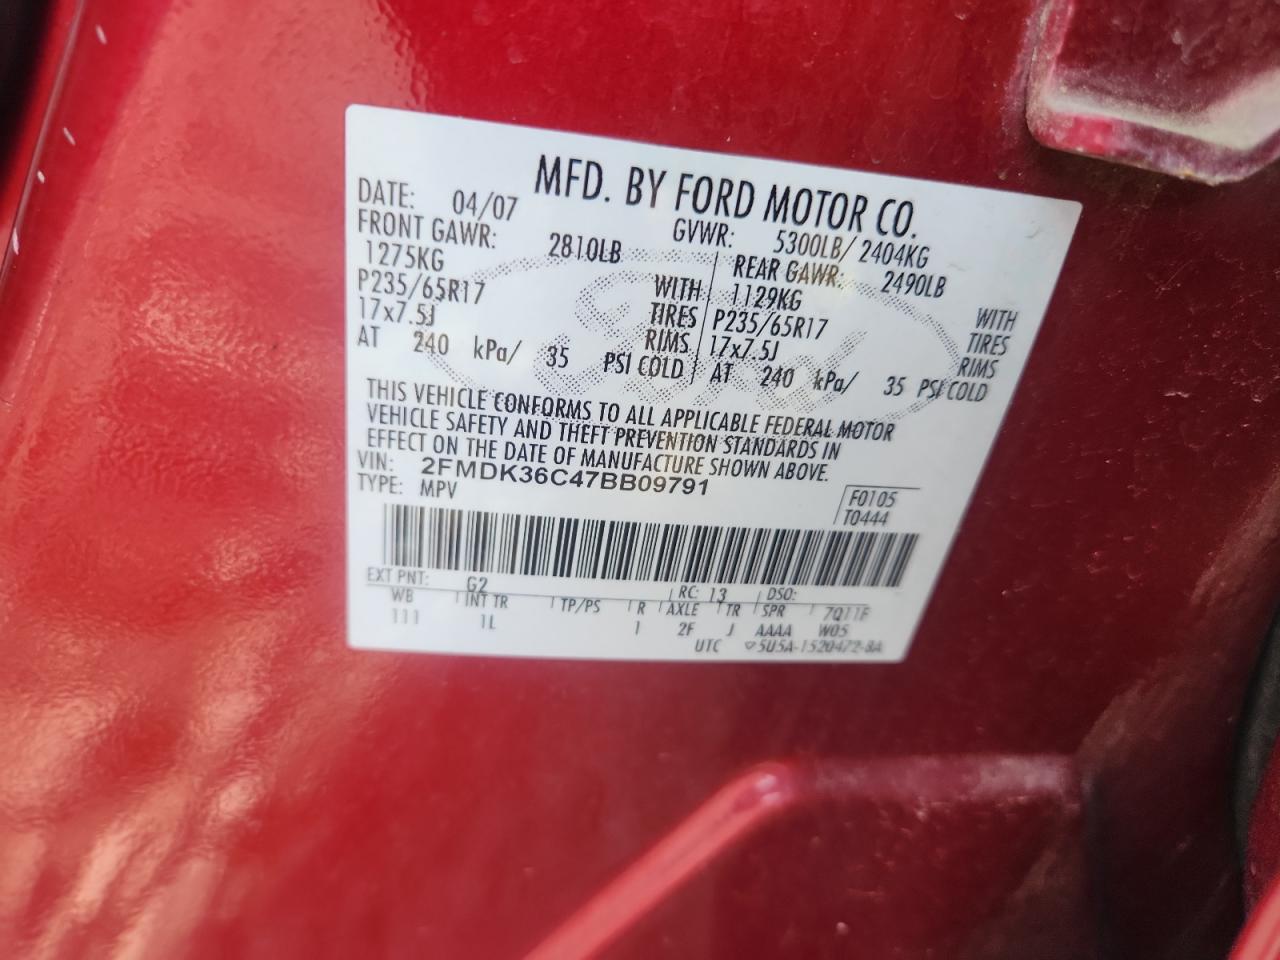 MFD. BY FORD MOTOR CO.
DATE: 04/07 GVWR: 5300LB/ 2404KG
FRONT GAWR: 2810LB REAR GAWR: 2490LB
1275KG WITH 1129KG WITH
P235/65R17 TIRES P235/65R17 TIRES
17x7.5J RIMS 17x7.5J RIMS
AT 240 kPa/ 35 PSI COLD AT 240 kPa/ 35 PSI COLD
THIS VEHICLE CONFORMS TO ALL APPLICABLE FEDERAL MOTOR
VEHICLE SAFETY AND THEFT PREVENTION STANDARDS IN
EFFECT ON THE DATE OF MANUFACTURE SHOWN ABOVE.
VIN: 2FMDK36C47BB09791
TYPE: MPV
F0105
T0444
EXT PNT: G2 RC: 13 DSO:
WB INT TR TP/PS R AXLE TR SPR 7Q11F
111 1L 1 2F J AAAA W05
UTC ▽5U5A-1520472-BA